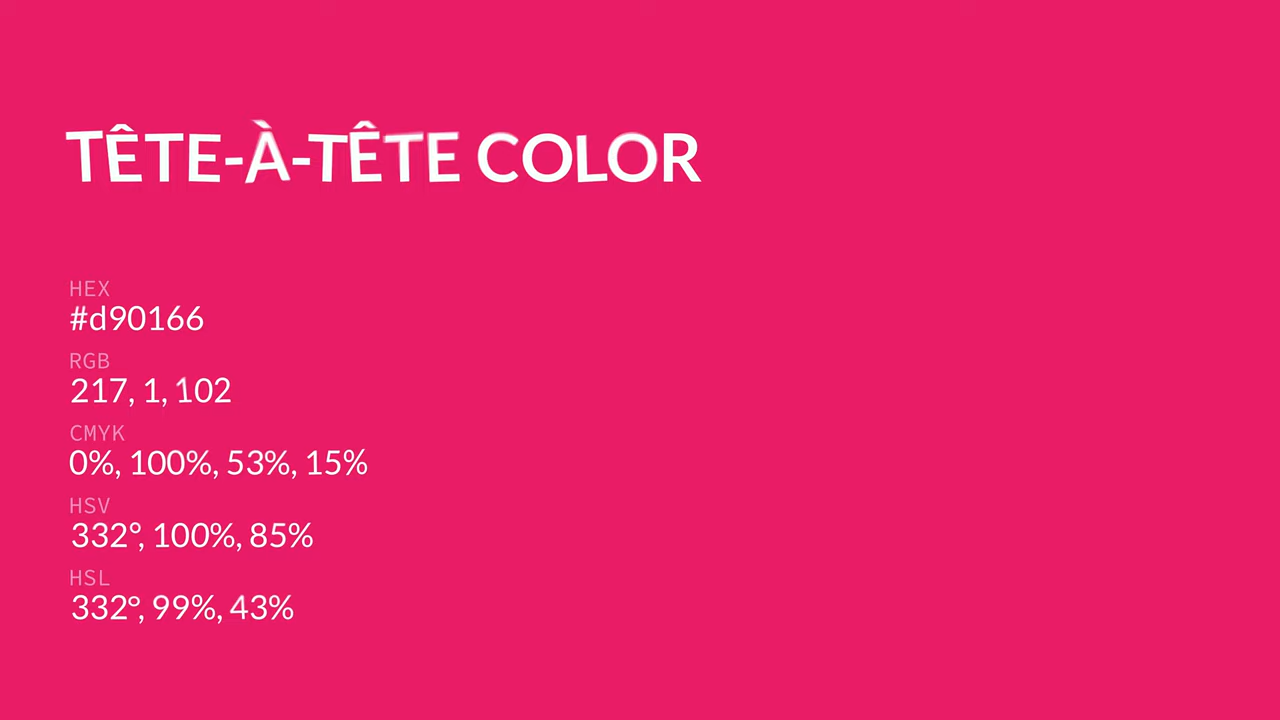 TÊTE-À-TÊTE COLOR
HEX
#d90166
RGB
217, 1, 102
CMYK
0%, 100%, 53%, 15%
HSV
332°, 100%, 85%
HSL
332°, 99%, 43%